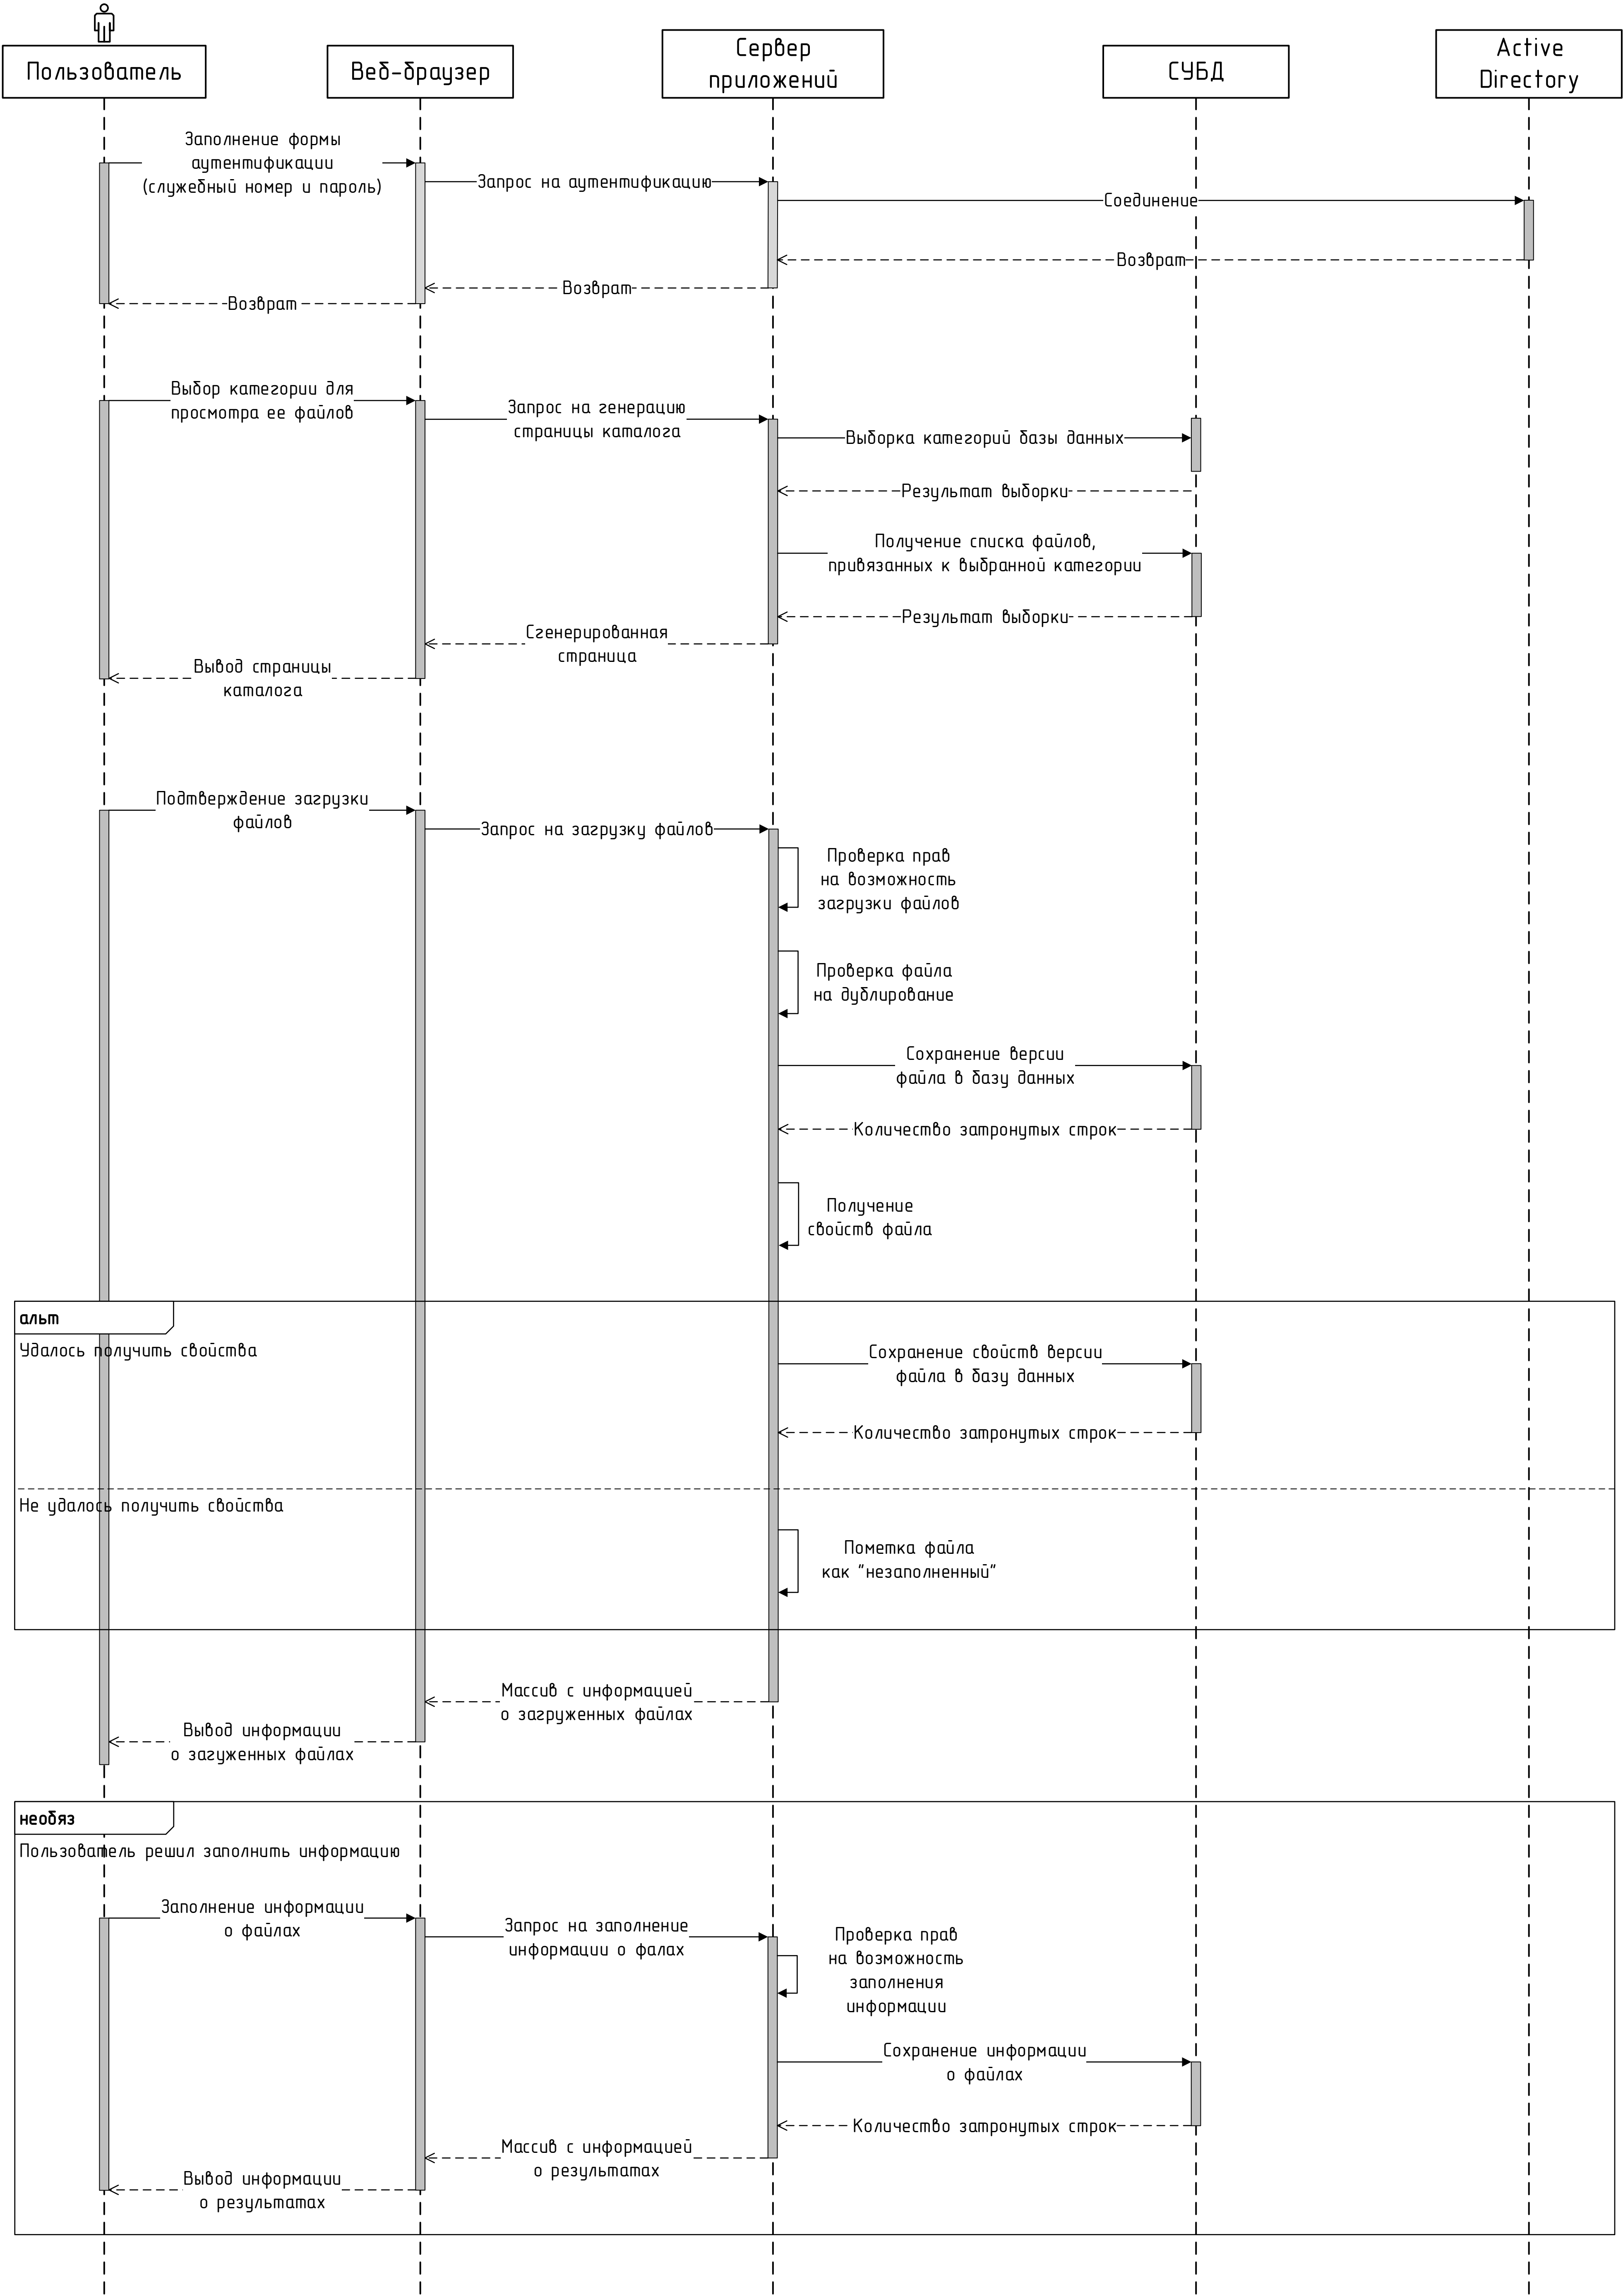 Пользователь
Веб-браузер
Сервер
приложений
СУБД
Active
Directory
Заполнение формы
аутентификации
(служебный номер и пароль)
Запрос на аутентификацию
Соединение
Возврат
Возврат
Возврат
Выбор категории для
просмотра ее файлов
Запрос на генерацию
страницы каталога
Выборка категорий базы данных
Результат выборки
Получение списка файлов,
привязанных к выбранной категории
Результат выборки
Сгенерированная
страница
Вывод страницы
каталога
Подтверждение загрузки
файлов
Запрос на загрузку файлов
Проверка прав
на возможность
загрузки файлов
Проверка файла
на дублирование
Сохранение версии
файла в базу данных
Количество затронутых строк
Получение
свойств файла
альт
Удалось получить свойства
Сохранение свойств версии
файла в базу данных
Количество затронутых строк
Не удалось получить свойства
Пометка файла
как "незаполненный"
Массив с информацией
о загруженных файлах
Вывод информации
о загуженных файлах
необяз
Пользователь решил заполнить информацию
Заполнение информации
о файлах
Запрос на заполнение
информации о фалах
Проверка прав
на возможность
заполнения
информации
Сохранение информации
о файлах
Количество затронутых строк
Массив с информацией
о результатах
Вывод информации
о результатах